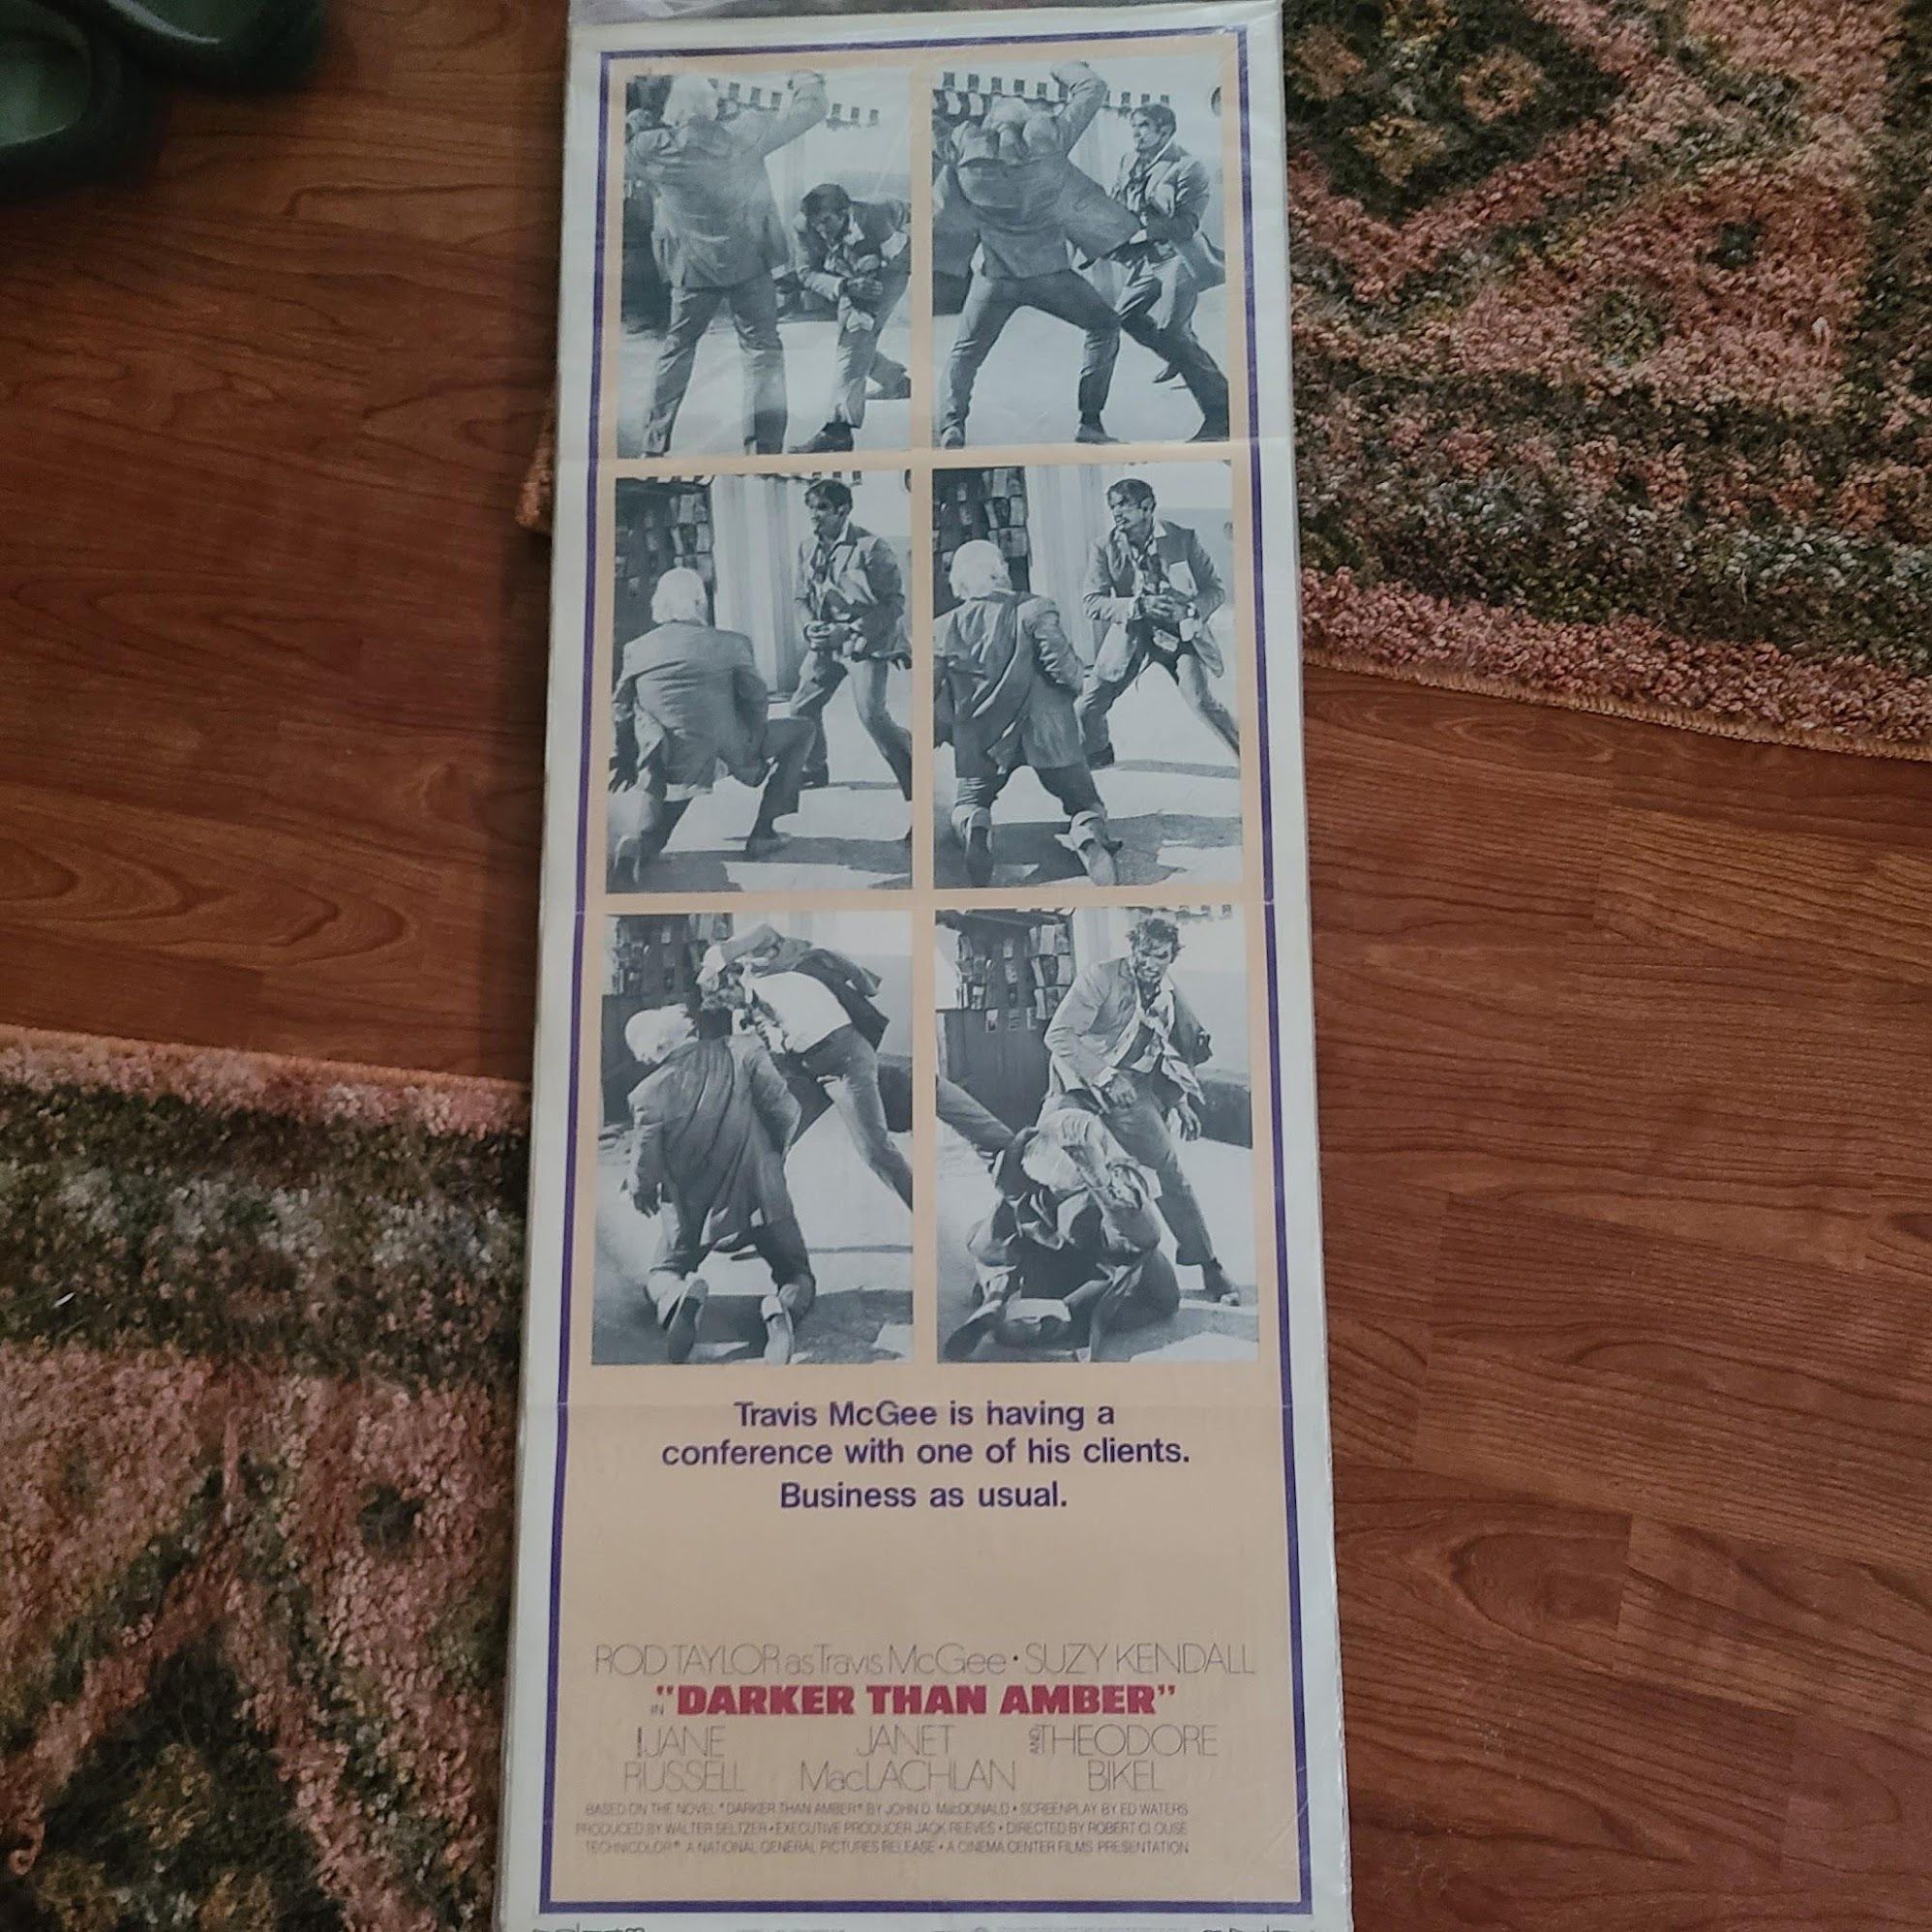 Travis McGee is having a
conference with one of his clients.
Business as usual.
ROD TAYLOR as Travis McGee • SUZY KENDALL
IN "DARKER THAN AMBER"
JANE JANET AND THEODORE
RUSSELL MacLACHLAN BIKEL
BASED ON THE NOVEL "DARKER THAN AMBER" BY JOHN D. MacDONALD • SCREENPLAY BY ED WATERS
PRODUCED BY WALTER SELTZER • EXECUTIVE PRODUCER JACK REEVES • DIRECTED BY ROBERT CLOUSE
TECHNICOLOR® A NATIONAL GENERAL PICTURES RELEASE • A CINEMA CENTER FILMS PRESENTATION